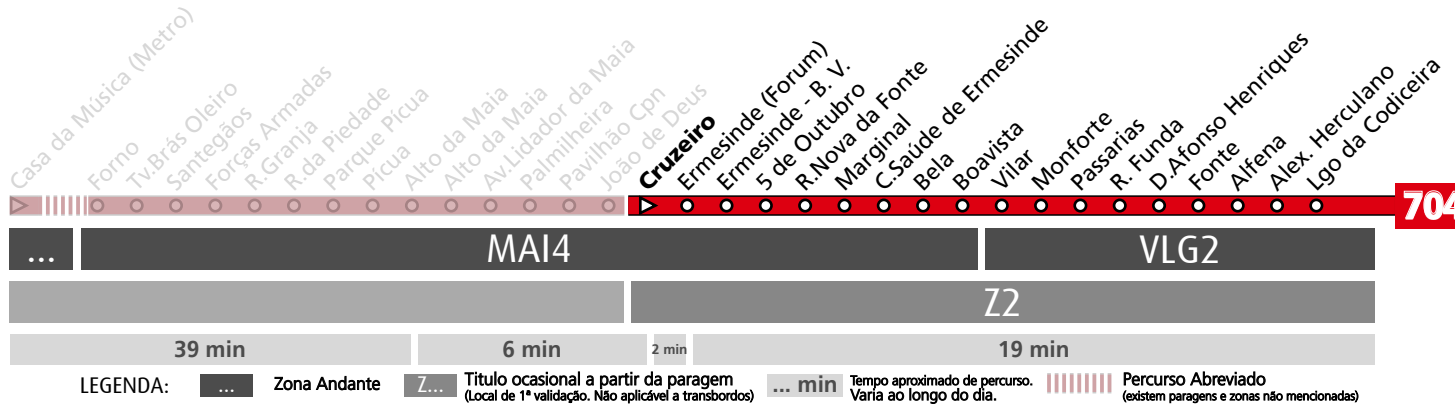 Casa da Música (Metro)
Forno
Tv.Brás Oleiro
Santegãos
Forças Armadas
R.Granja
R.da Piedade
Parque Pícua
Pícua
Alto da Maia
Alto da Maia
Av.Lidador da Maia
Palmilheira
Pavilhão Cpn
João de Deus
Cruzeiro
Ermesinde (Forum)
Ermesinde - B. V.
5 de Outubro
R.Nova da Fonte
Marginal
C.Saúde de Ermesinde
Bela
Boavista
Vilar
Monforte
Passarias
R. Funda
D.Afonso Henriques
Fonte
Alfena
Alex. Herculano
Lgo da Codiceira
704
... MAI4 VLG2
Z2
39 min 6 min 2 min 19 min
LEGENDA: ... Zona Andante Z... Titulo ocasional a partir da paragem
(Local de 1ª validação. Não aplicável a transbordos)
... min Tempo aproximado de percurso.
Varia ao longo do dia.
Percurso Abreviado
(existem paragens e zonas não mencionadas)